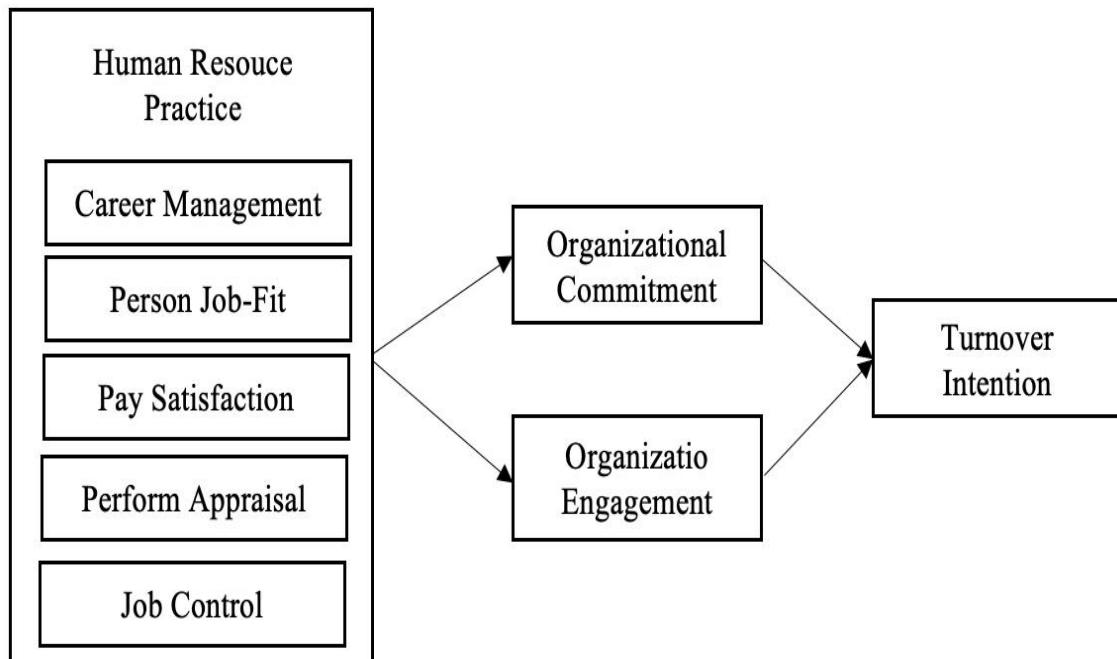 Human Resouce
Practice
Career Management
Person Job-Fit
Pay Satisfaction
Perform Appraisal
Job Control
Organizational
Commitment
Organizatio
Engagement
Turnover
Intention